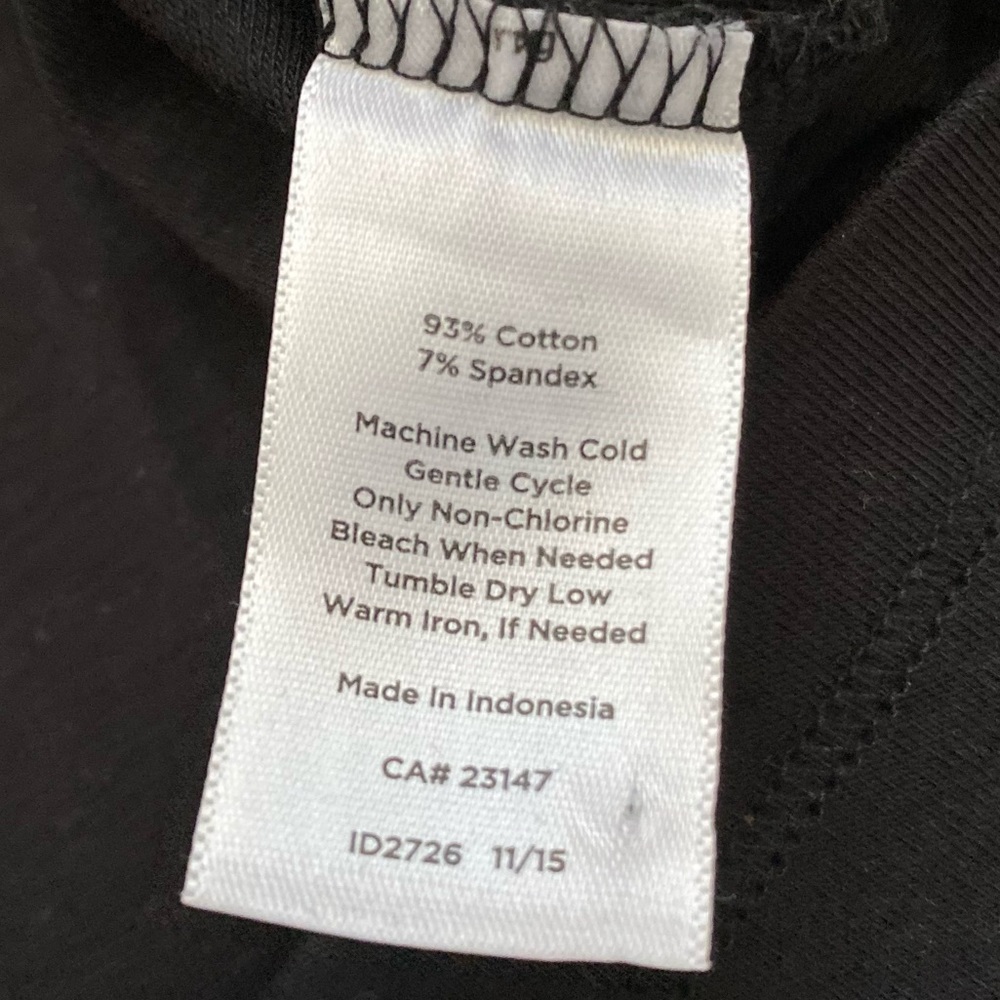 93% Cotton
7% Spandex
Machine Wash Cold
Gentle Cycle
Only Non-Chlorine
Bleach When Needed
Tumble Dry Low
Warm Iron, If Needed
Made In Indonesia
CA# 23147
ID2726 11/15